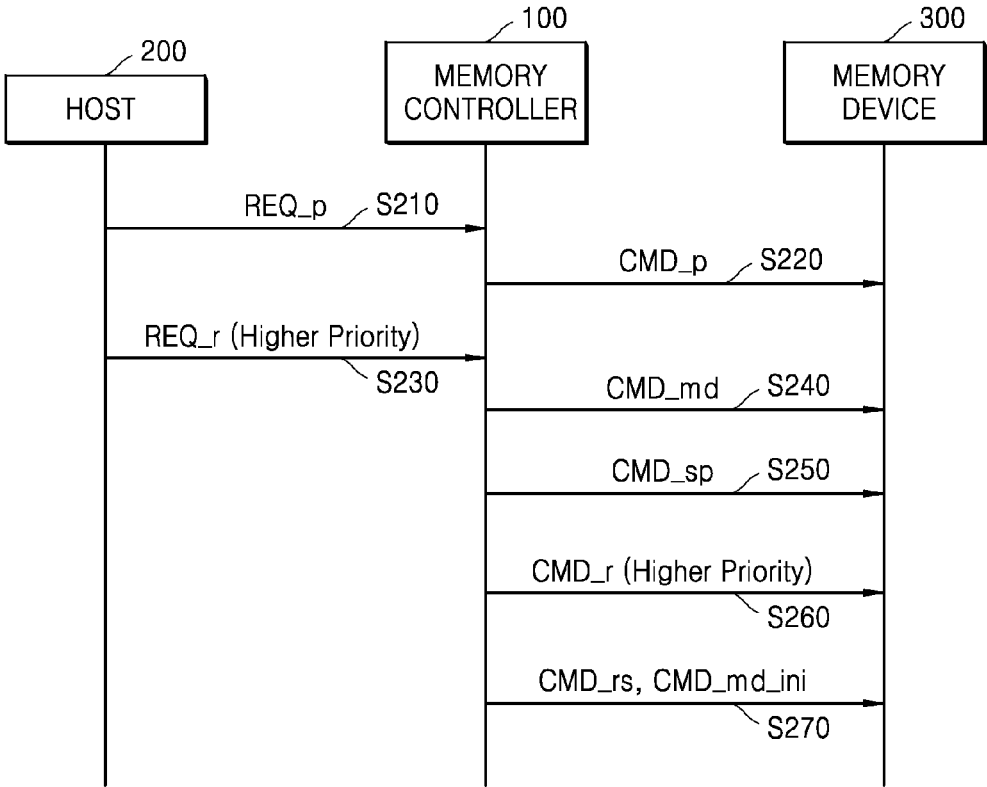 200
HOST
100
MEMORY
CONTROLLER
300
MEMORY
DEVICE
REQ_p
S210
CMD_p
S220
REQ_r (Higher Priority)
S230
CMD_md
S240
CMD_sp
S250
CMD_r (Higher Priority)
S260
CMD_rs, CMD_md_ini
S270